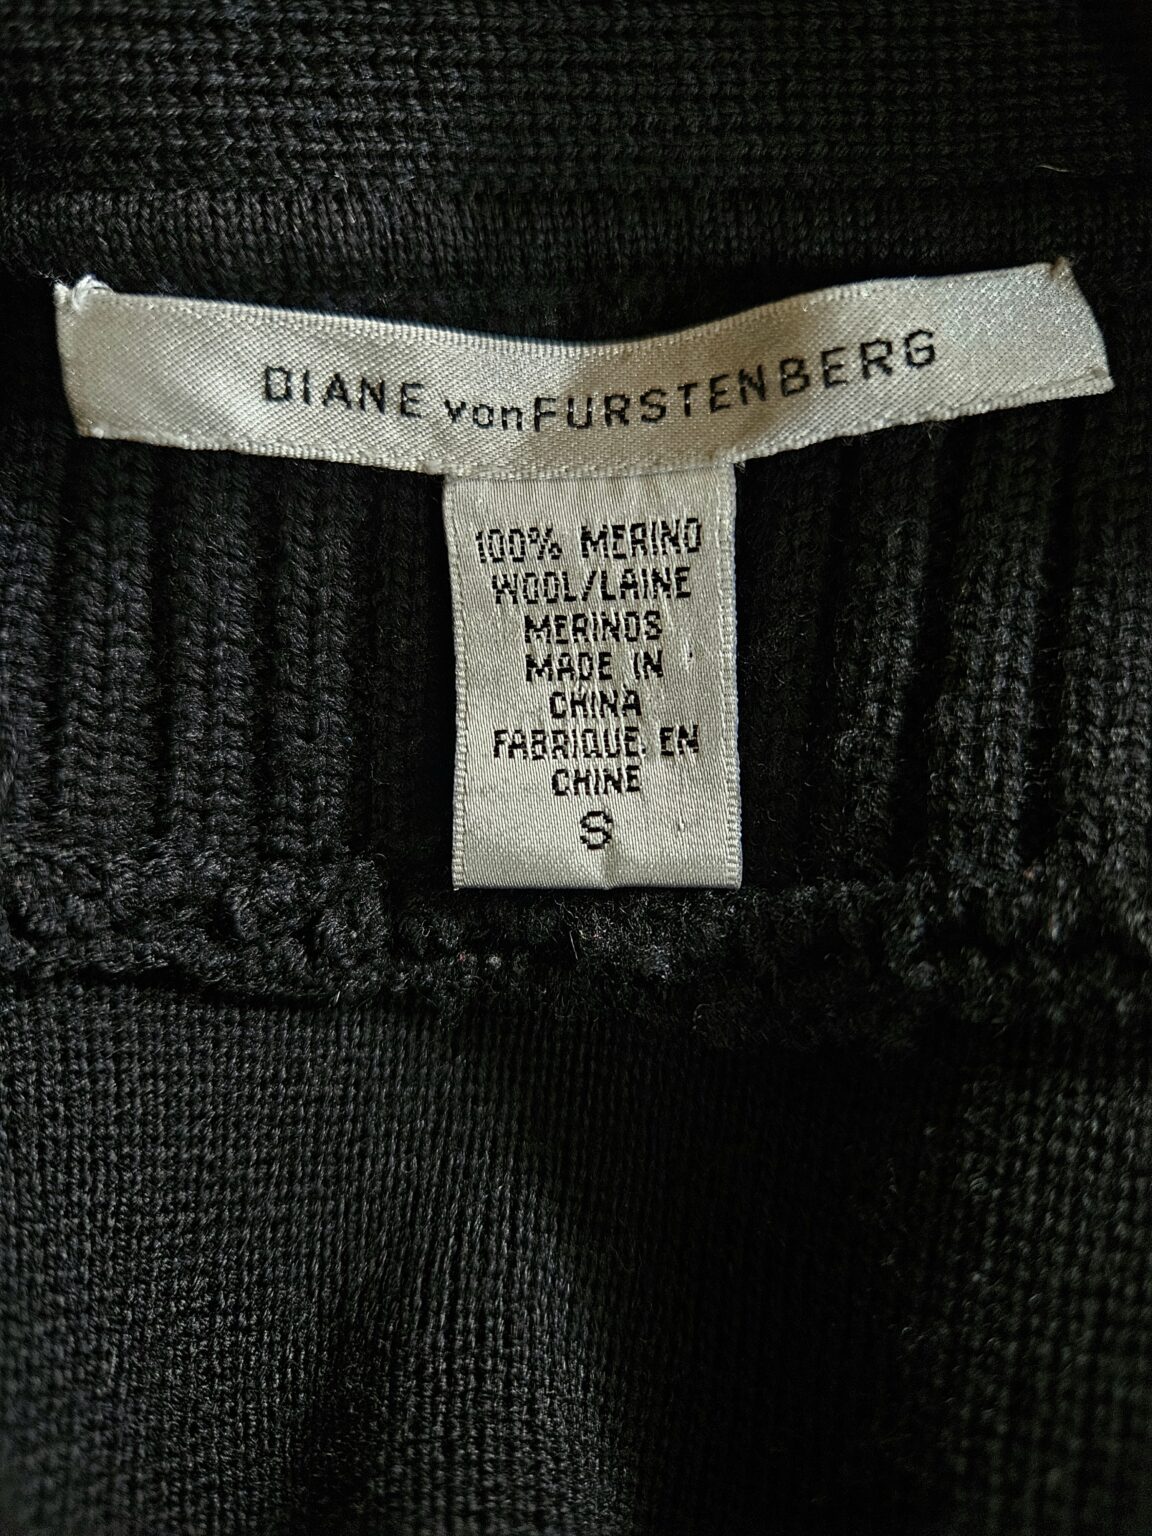 DIANE von FURSTENBERG
100% MERINO
WOOL/LAINE
MERINOS
MADE IN
CHINA
FABRIQUE EN
CHINE
S